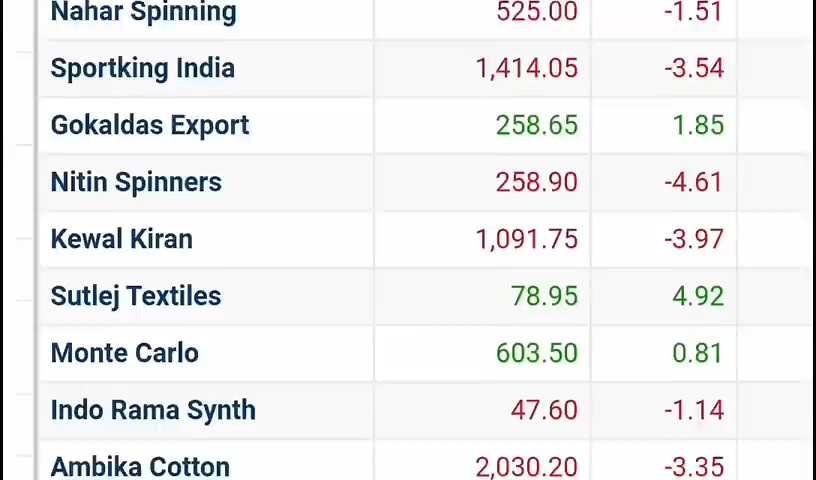 Nahar Spinning 525.00 -1.51
Sportking India 1,414.05 -3.54
Gokaldas Export 258.65 1.85
Nitin Spinners 258.90 -4.61
Kewal Kiran 1,091.75 -3.97
Sutlej Textiles 78.95 4.92
Monte Carlo 603.50 0.81
Indo Rama Synth 47.60 -1.14
Ambika Cotton 2,030.20 -3.35